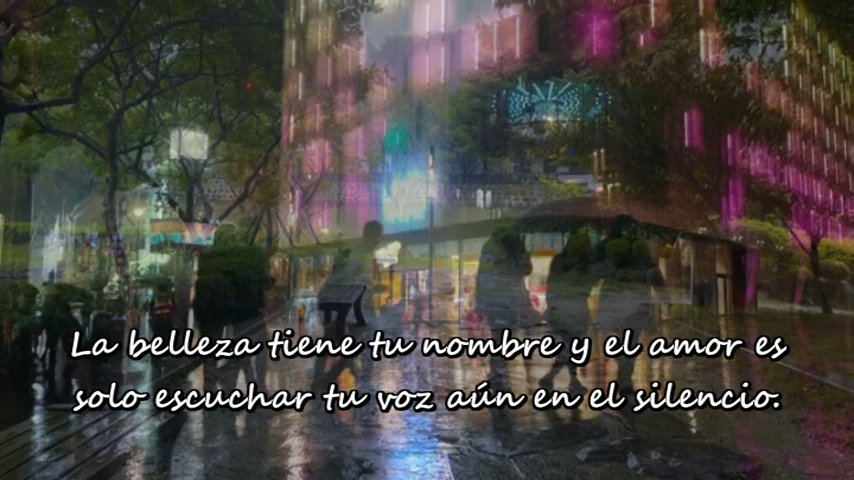 La belleza tiene tu nombre y el amor es
solo escuchar tu voz aún en el silencio.